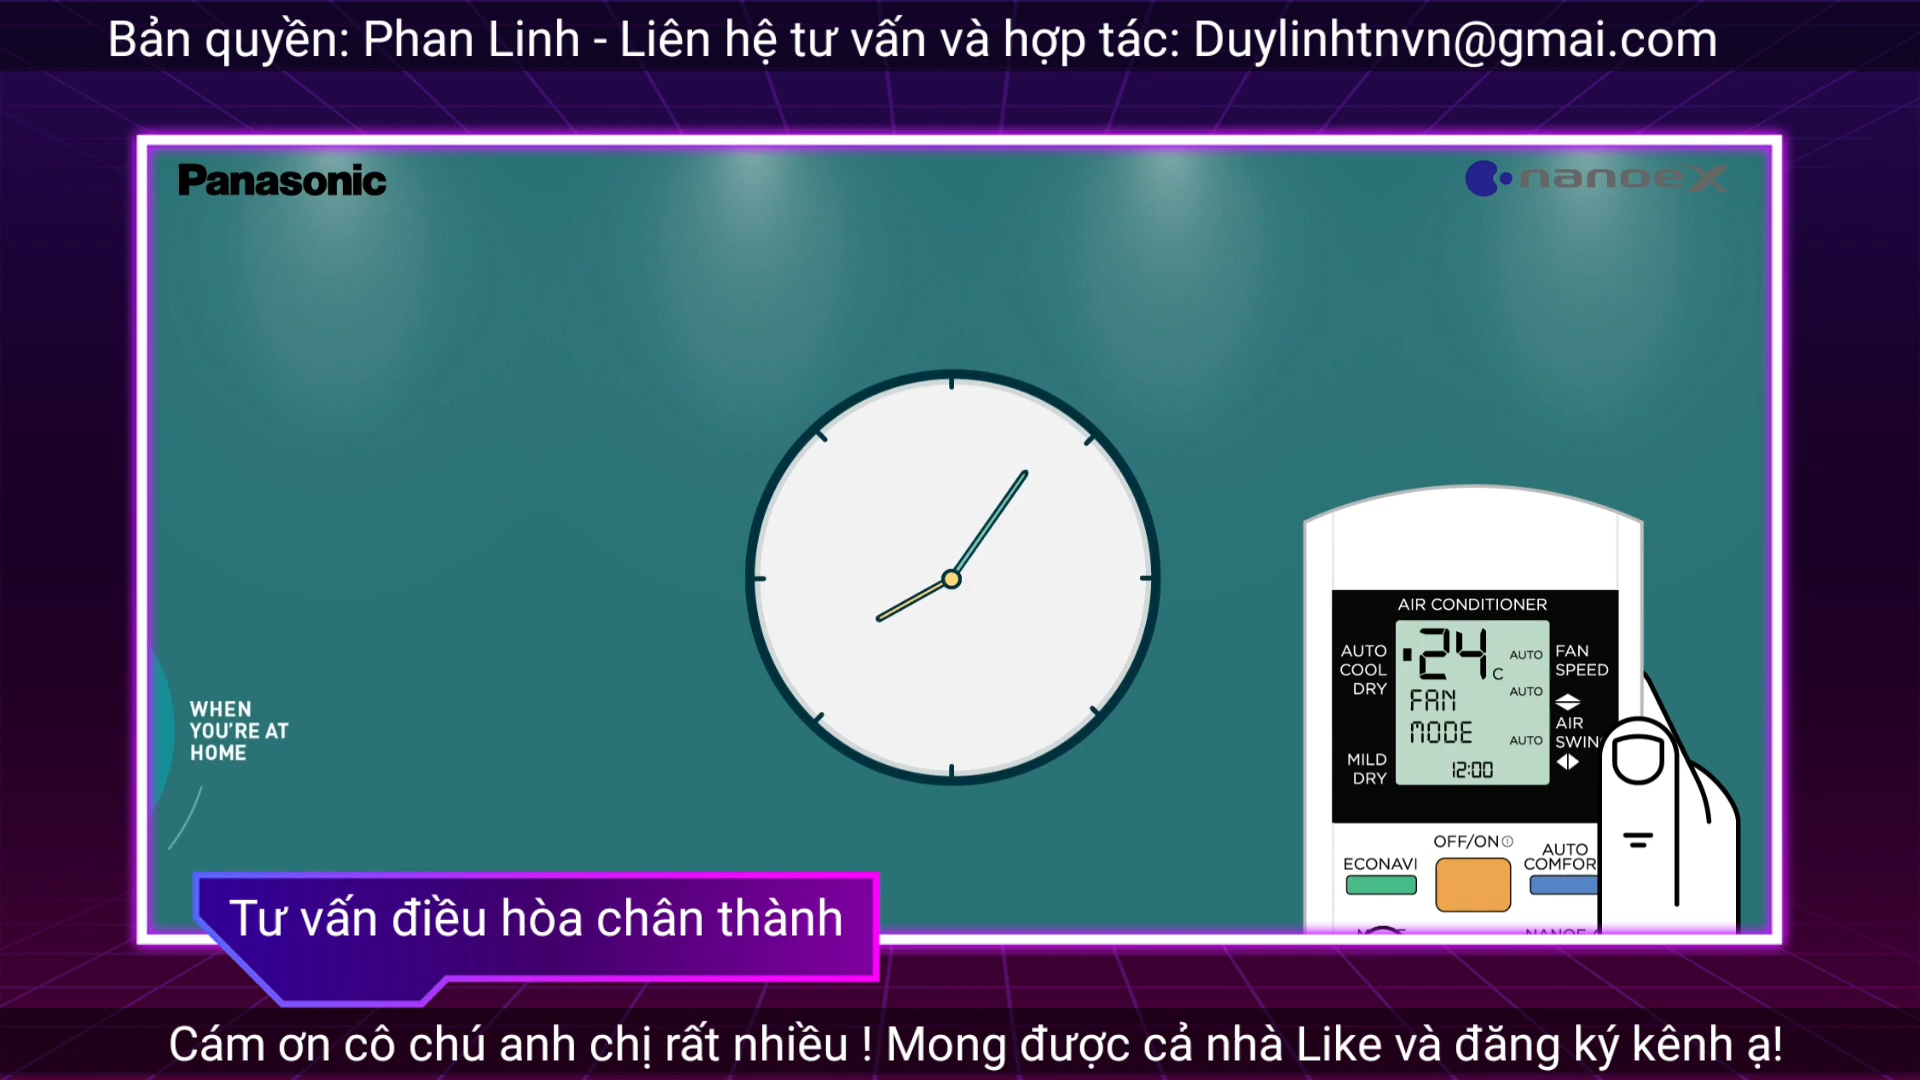 Bản quyền: Phan Linh - Liên hệ tư vấn và hợp tác: Duylinhtnvn@gmai.com
Panasonic
nanoeX
WHEN
YOU'RE AT
HOME
AIR CONDITIONER
AUTO
COOL
DRY
MILD
DRY
24 C
FAN
MODE
12:00
AUTO
AUTO
AUTO
FAN
SPEED
AIR
SWIN
OFF/ON
ECONAVI
AUTO
COMFOR
Tư vấn điều hòa chân thành
Cám ơn cô chú anh chị rất nhiều ! Mong được cả nhà Like và đăng ký kênh ạ!